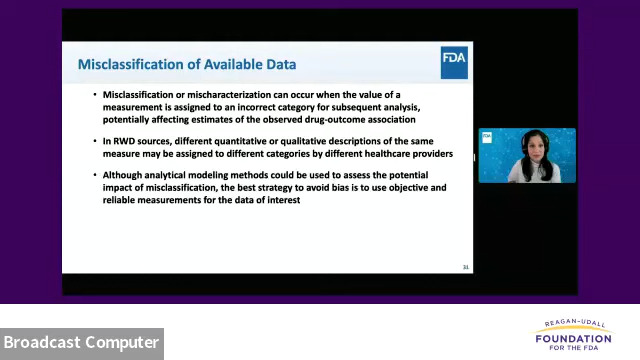 Misclassification of Available Data
FDA
• Misclassification or mischaracterization can occur when the value of a
measurement is assigned to an incorrect category for subsequent analysis,
potentially affecting estimates of the observed drug-outcome association
• In RWD sources, different quantitative or qualitative descriptions of the same
measure may be assigned to different categories by different healthcare providers
• Although analytical modeling methods could be used to assess the potential
impact of misclassification, the best strategy to avoid bias is to use objective and
reliable measurements for the data of interest
31
FDA
REAGAN-UDALL
FOUNDATION
FOR THE FDA
Broadcast Computer